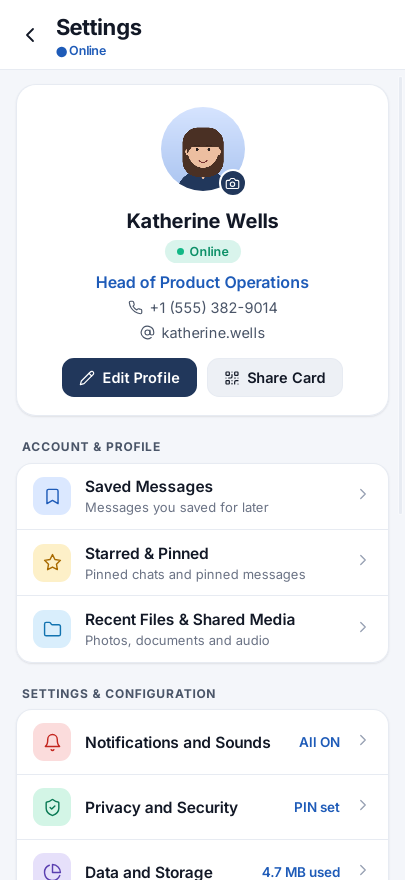 Settings
Online
Katherine Wells
Online
Head of Product Operations
+1 (555) 382-9014
katherine.wells
Edit Profile
Share Card
ACCOUNT & PROFILE
Saved Messages
Messages you saved for later
Starred & Pinned
Pinned chats and pinned messages
Recent Files & Shared Media
Photos, documents and audio
SETTINGS & CONFIGURATION
Notifications and Sounds All ON
Privacy and Security PIN set
Data and Storage 4.7 MB used